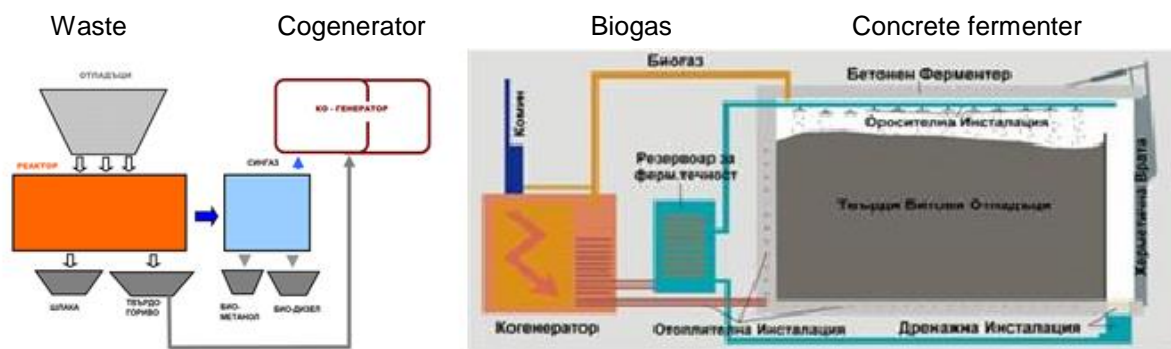 Waste
Cogenerator
Biogas
Concrete fermenter
ОТПАДЪЦИ
КО - ГЕНЕРАТОР
РЕАКТОР
СИНГАЗ
ШЛАКА
ТВЪРДО
ГОРИВО
БИО-
МЕТАНОЛ
БИО-ДИЗЕЛ
Биогаз
Бетонен Ферментер
Комин
Оросителна Инсталация
Резервоар за
ферм.течност
Твърди Битови Отпадъци
Херметична Врата
Когенератор
Отоплителна Инсталация
Дренажна Инсталация